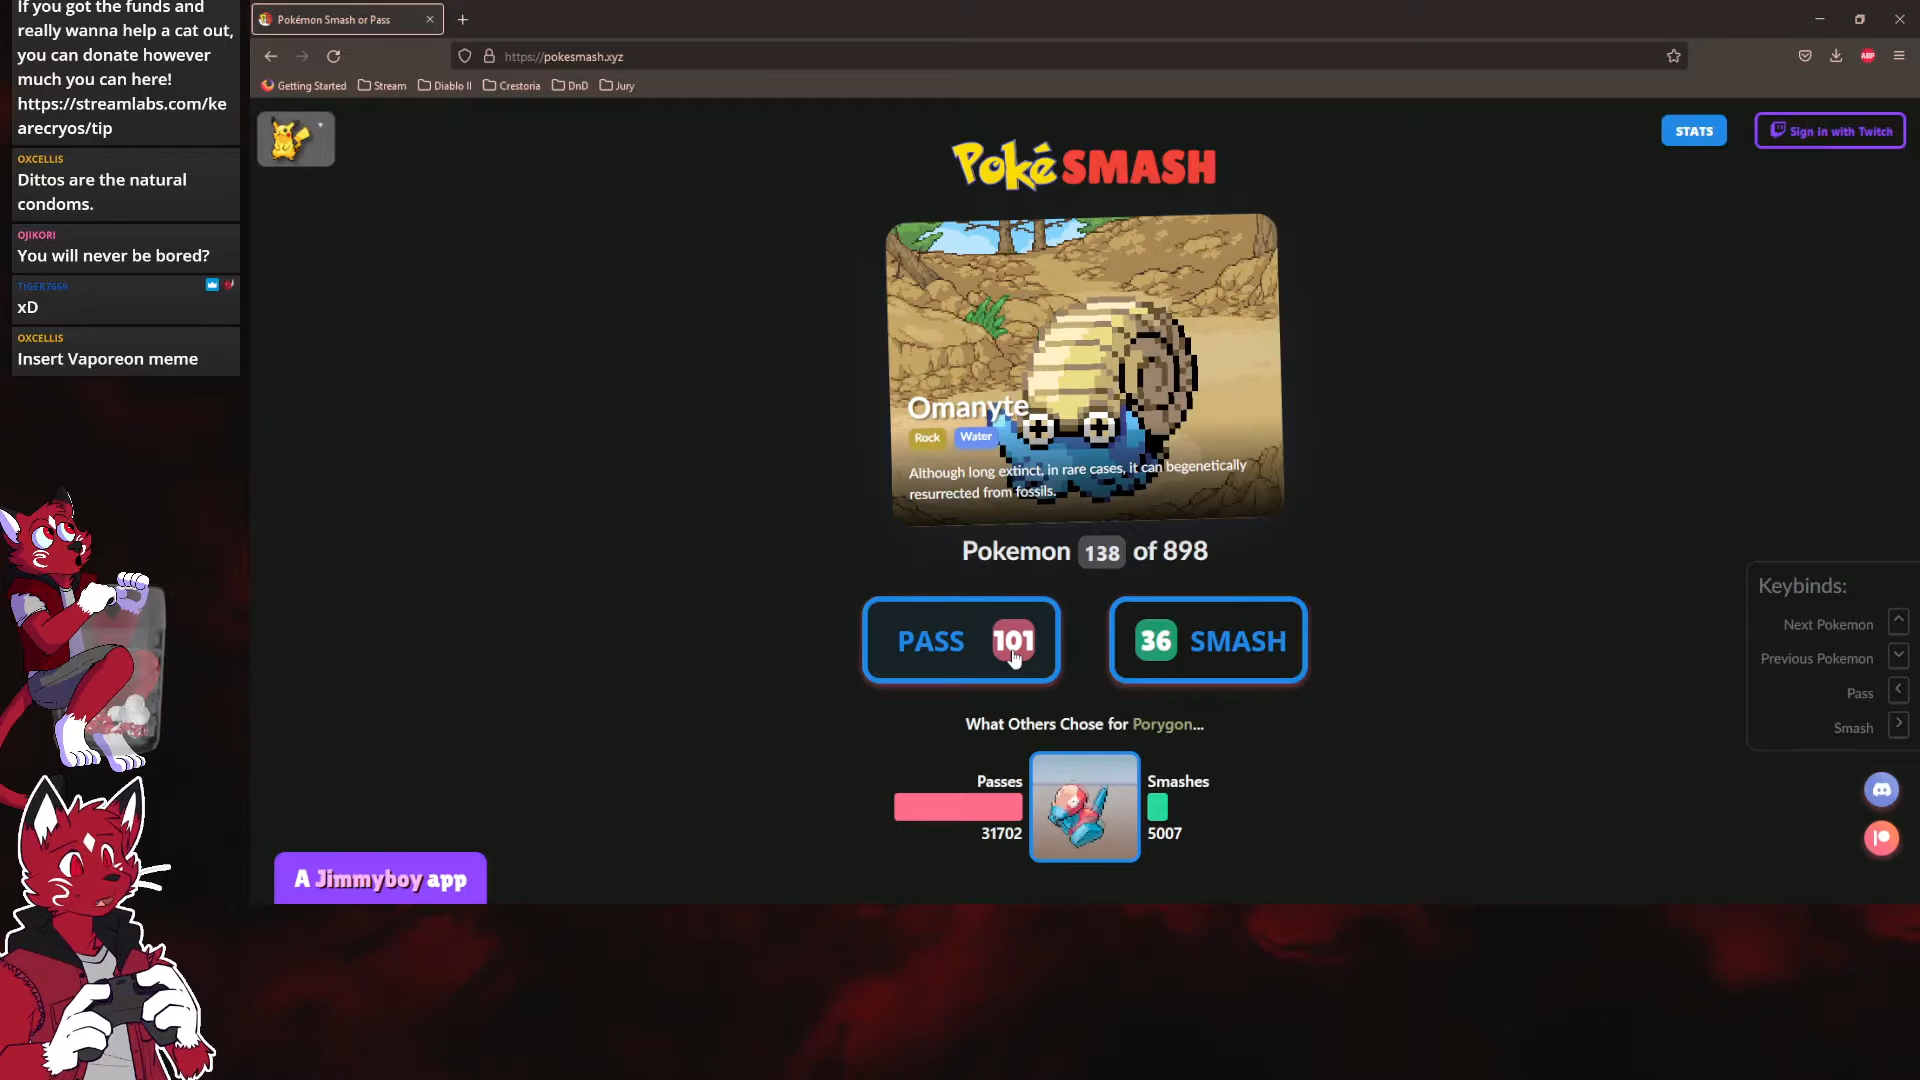 If you got the funds and
really wanna help a cat out,
you can donate however
much you can here!
https://streamlabs.com/ke
arecryos/tip
OXCELLIS
Dittos are the natural
condoms.
OJIKORI
You will never be bored?
TIGER7669
xD
OXCELLIS
Insert Vaporeon meme
Pokémon Smash or Pass
https://pokesmash.xyz
ABP
Getting Started Stream Diablo II Crestoria DnD Jury
STATS
Sign in with Twitch
Poké SMASH
Omanyte
Rock Water
Although long extinct, in rare cases, it can begenetically
resurrected from fossils.
Pokemon 138 of 898
PASS 101
36 SMASH
What Others Chose for Porygon...
Passes
31702
Smashes
5007
Keybinds:
Next Pokemon
Previous Pokemon
Pass
Smash
A Jimmyboy app